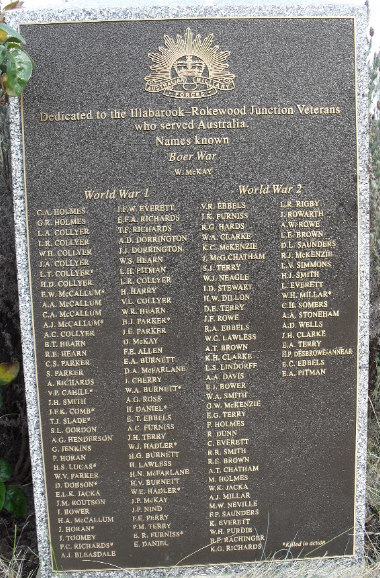 AUSTRALIAN MILITARY
FORCES
Dedicated to the Illabarook–Rokewood Junction Veterans
who served Australia.
Names known
Boer War
W. McKAY
World War 1
C.A. HOLMES
G.R. HOLMES
L.A. COLLYER
L.R. COLLYER
W.H. COLLYER
J.A. COLLYER
L.T. COLLYER*
H.D. COLLYER
E.W. McCALLUM*
A.A. McCALLUM
C.A. McCALLUM
A.J. McCALLUM*
A.C. COLLYER
B.T. HEARN
R.E. HEARN
C.S. PARKER
S. PARKER
A. RICHARDS
V.P. CAHILL*
J.H. SMITH
J.F.K. COMB*
T.J. SLADE*
S.L. GORDON
A.G. HENDERSON
G. JENKINS
P. HORAN
H.S. LUCAS*
W.V. PARKER
D. DOBSON*
E.L.K. JACKA
J.M. ROUTSON
J. BOWER
H.A. McCALLUM
J. HORAN*
J. TOOMEY
P.C. RICHARDS*
A.J. BLEASDALE
J.F.W. EVERETT
E.F.A. RICHARDS
T.F. RICHARDS
A.D. DORRINGTON
J.J. DORRINGTON
W.S. HEARN
L.H. PITMAN
L.R. COLLYER
H. HARRY
V.L. COLLYER
W.R. HEARN
H.J. PARKER*
J.E. PARKER
O. McKAY
F.E. ALLEN
E.A. BURNETT
D.A. McFARLANE
J. CHERRY
W.A. BURNETT*
A.G. ROSS
H. DANIEL*
E.T. EBBELS
A.C. FURNISS
J.H. TERRY
W.J. HADLER*
H.G. BURNETT
H. LAWLESS
H.N. McFARLANE
H.V. BURNETT
W.E. HADLER*
J.P. McKAY
J.P. NIND
F.E. PERRY
P.M. TERRY
E.R. FURNISS*
E. DANIEL
World War 2
V.R. EBBELS
J.K. FURNISS
R.G. HARDS
W.A. CLARKE
K.C. McKENZIE
J. McG.CHATHAM
S.J. TERRY
W.J. NEAGLE
I.D. STEWART
H.W. DILLON
D.E. TERRY
J.F. ROWE
R.A. EBBELS
W.C. LAWLESS
A.T. BROWN
K.H. CLARKE
L.S. LINDORFF
A.A. DAVIS
E.J. BOWER
W.A. SMITH
O.W. McKENZIE
E.G. TERRY
P. HOLMES
R. DUNN
C. EVERETT
R.R. SMITH
R.E. BROWN
A.T. CHATHAM
M. HOLMES
W.K. JACKA
A.J. MILLAR
M.W. NEVILLE
F.P. SAUNDERS
K. EVERETT
W.H. PURDIE
R.P. RACHINGER
K.G. RICHARDS
L.R. RIGBY
J. ROWARTH
A.W. ROWE
L.E. BROWN
D.L. SAUNDERS
R.J. McKENZIE
L.V. SIMMONS
H.J. SMITH
L. EVERETT
W.H. MILLAR*
C.H. SOMERS
A.A. STONEHAM
A.D. WELLS
J.H. CLARKE
E.A. TERRY
H.P. DESEROWE-ANNEAR
E.C. EBBELS
E.A. PITMAN
*Killed in action